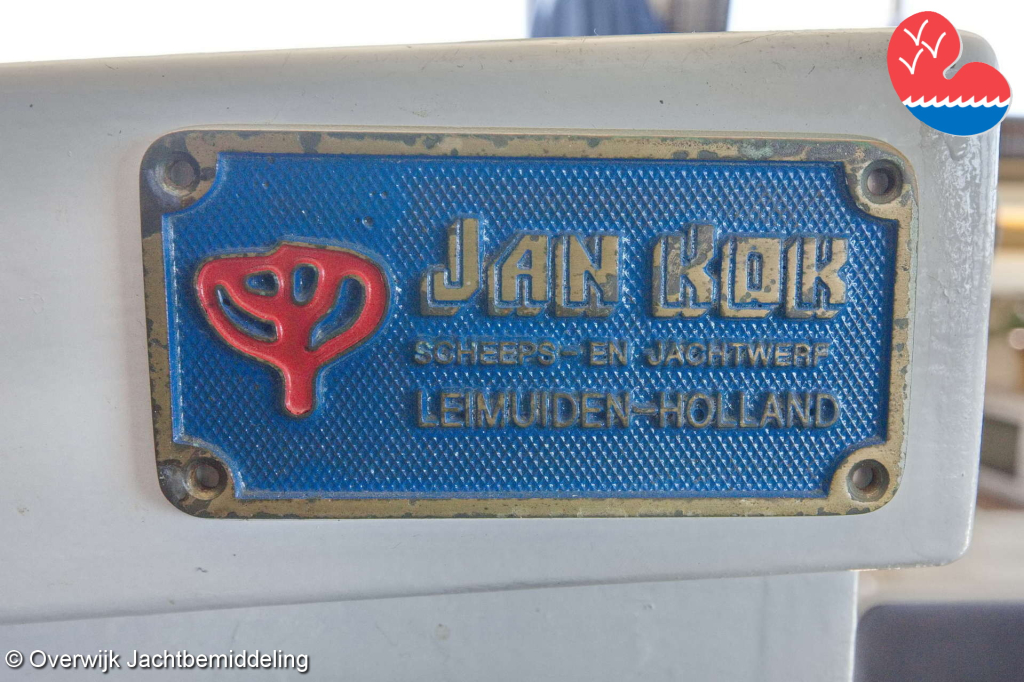 JAN KOK
SCHEEPS- EN JACHTWERF
LEIMUIDEN-HOLLAND
© Overwijk Jachtbemiddeling